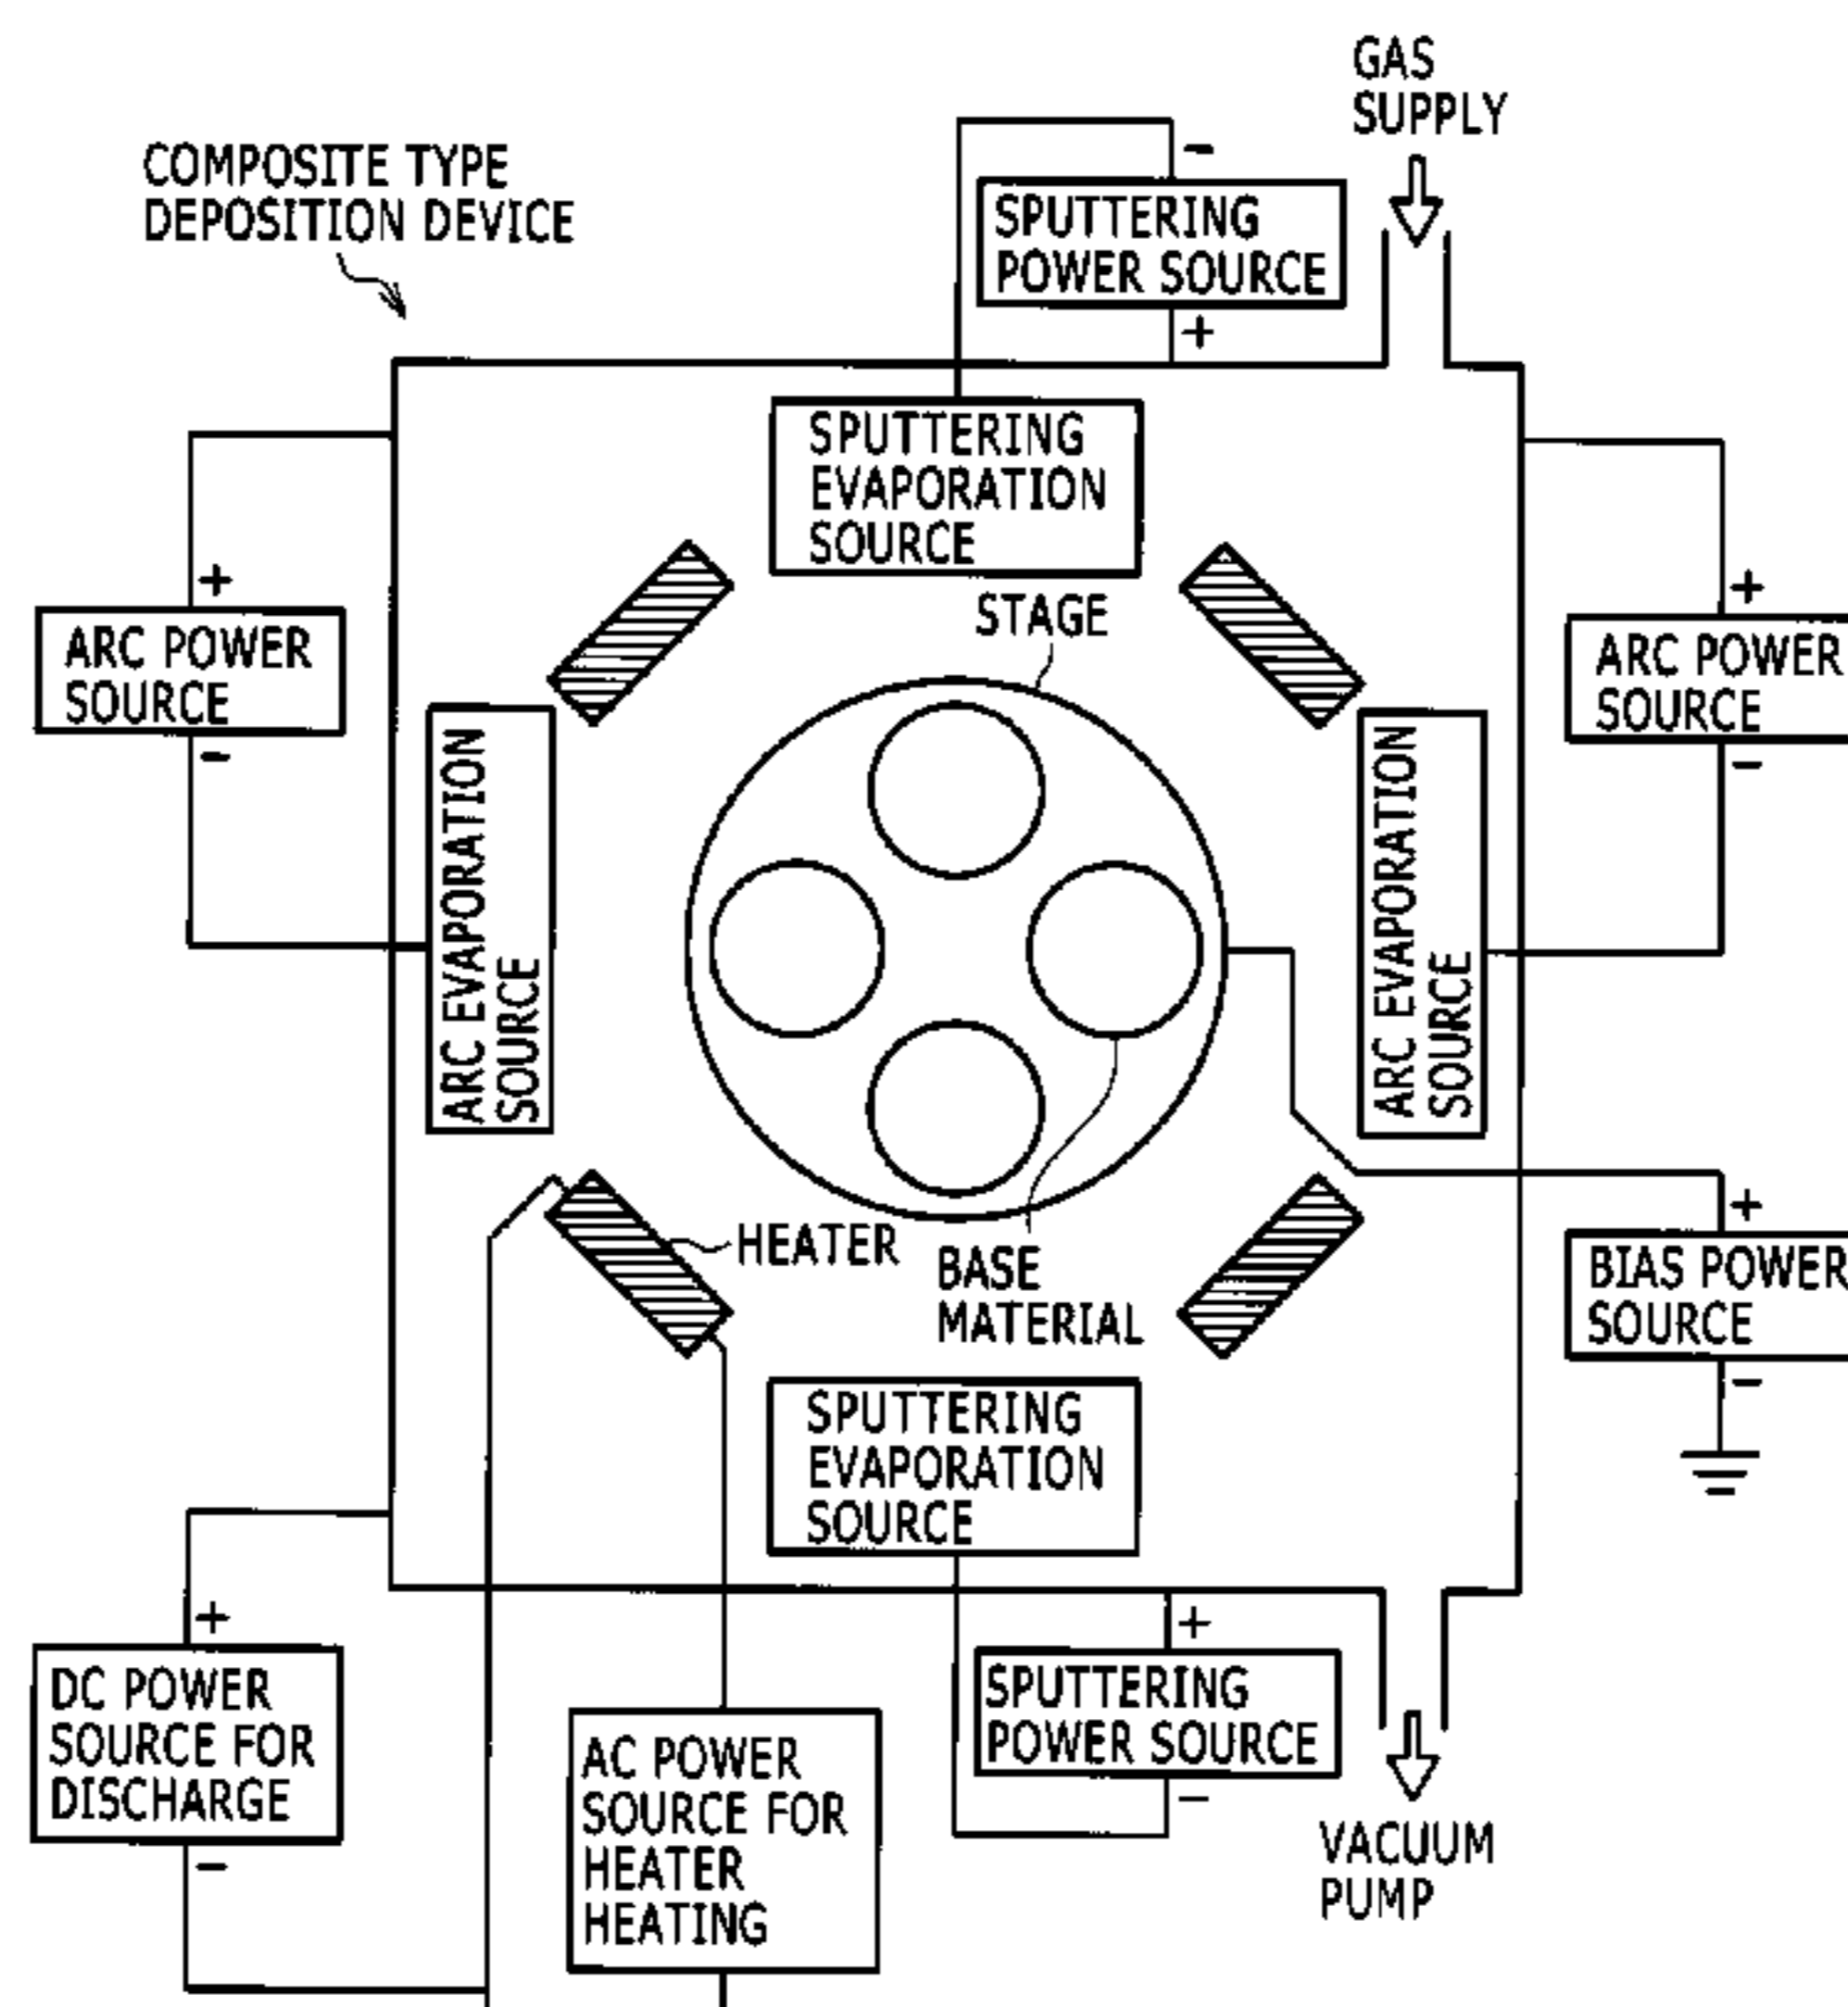 GAS
SUPPLY
COMPOSITE TYPE
DEPOSITION DEVICE
-
SPUTTERING
POWER SOURCE
+
SPUTTERING
EVAPORATION
SOURCE
STAGE
+
ARC POWER
SOURCE
-
+
ARC POWER
SOURCE
-
ARC EVAPORATION
SOURCE
ARC EVAPORATION
SOURCE
HEATER
BASE
MATERIAL
+
BIAS POWER
SOURCE
-
SPUTTERING
EVAPORATION
SOURCE
+
DC POWER
SOURCE FOR
DISCHARGE
-
AC POWER
SOURCE FOR
HEATER
HEATING
+
SPUTTERING
POWER SOURCE
-
VACUUM
PUMP